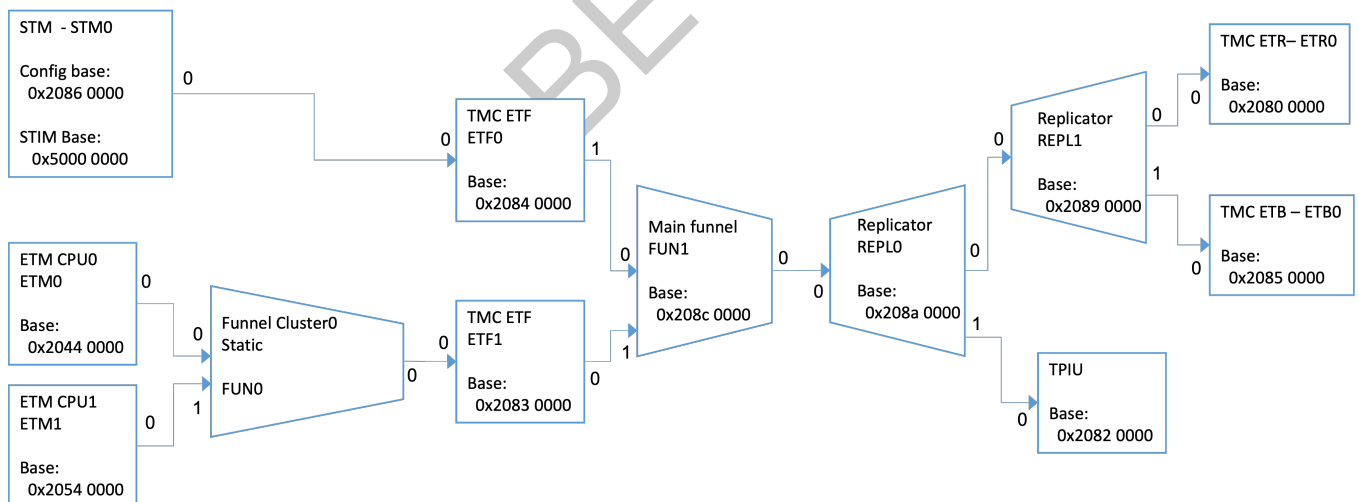 STM - STM0
Config base:
0x2086 0000
STIM Base:
0x5000 0000
0
ETM CPU0
ETM0
Base:
0x2044 0000
0
ETM CPU1
ETM1
Base:
0x2054 0000
0
0
1
Funnel Cluster0
Static
FUN0
0
0
TMC ETF
ETF0
Base:
0x2084 0000
1
0
TMC ETF
ETF1
Base:
0x2083 0000
0
0
1
Main funnel
FUN1
Base:
0x208c 0000
0
0
Replicator
REPL0
Base:
0x208a 0000
0
1
0
Replicator
REPL1
Base:
0x2089 0000
0
1
0
TMC ETR– ETR0
Base:
0x2080 0000
0
TMC ETB – ETB0
Base:
0x2085 0000
0
TPIU
Base:
0x2082 0000
BE